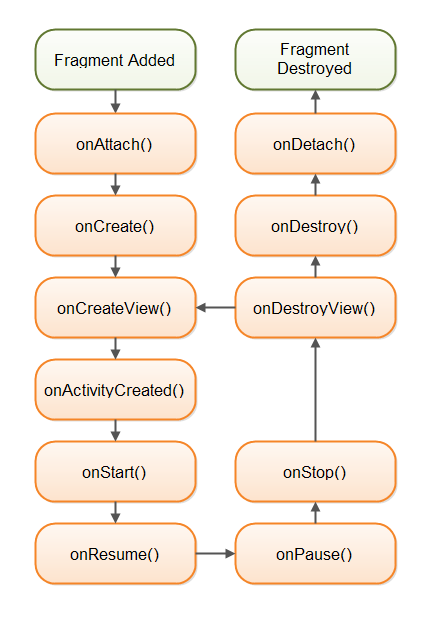 Fragment Added
Fragment
Destroyed
onAttach()
onDetach()
onCreate()
onDestroy()
onCreateView()
onDestroyView()
onActivityCreated()
onStart()
onStop()
onResume()
onPause()